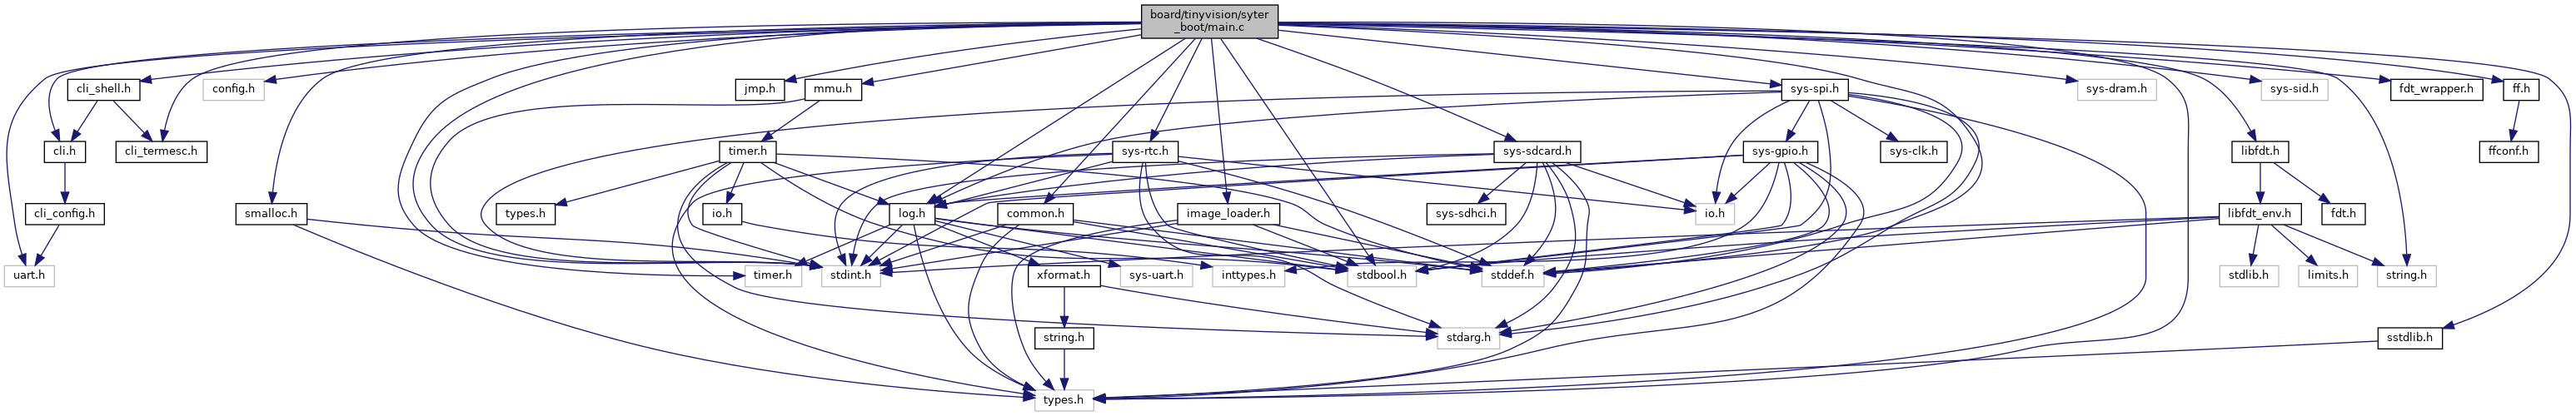 board/tinyvision/syter
_boot/main.c
cli_shell.h
config.h
jmp.h
mmu.h
sys-spi.h
sys-dram.h
sys-sid.h
fdt_wrapper.h
ff.h
cli.h
cli_termesc.h
timer.h
sys-rtc.h
sys-sdcard.h
sys-gpio.h
sys-clk.h
libfdt.h
ffconf.h
cli_config.h
smalloc.h
types.h
io.h
log.h
common.h
image_loader.h
sys-sdhci.h
io.h
libfdt_env.h
fdt.h
uart.h
timer.h
stdint.h
xformat.h
sys-uart.h
inttypes.h
stdbool.h
stddef.h
stdlib.h
limits.h
string.h
string.h
stdarg.h
sstdlib.h
types.h